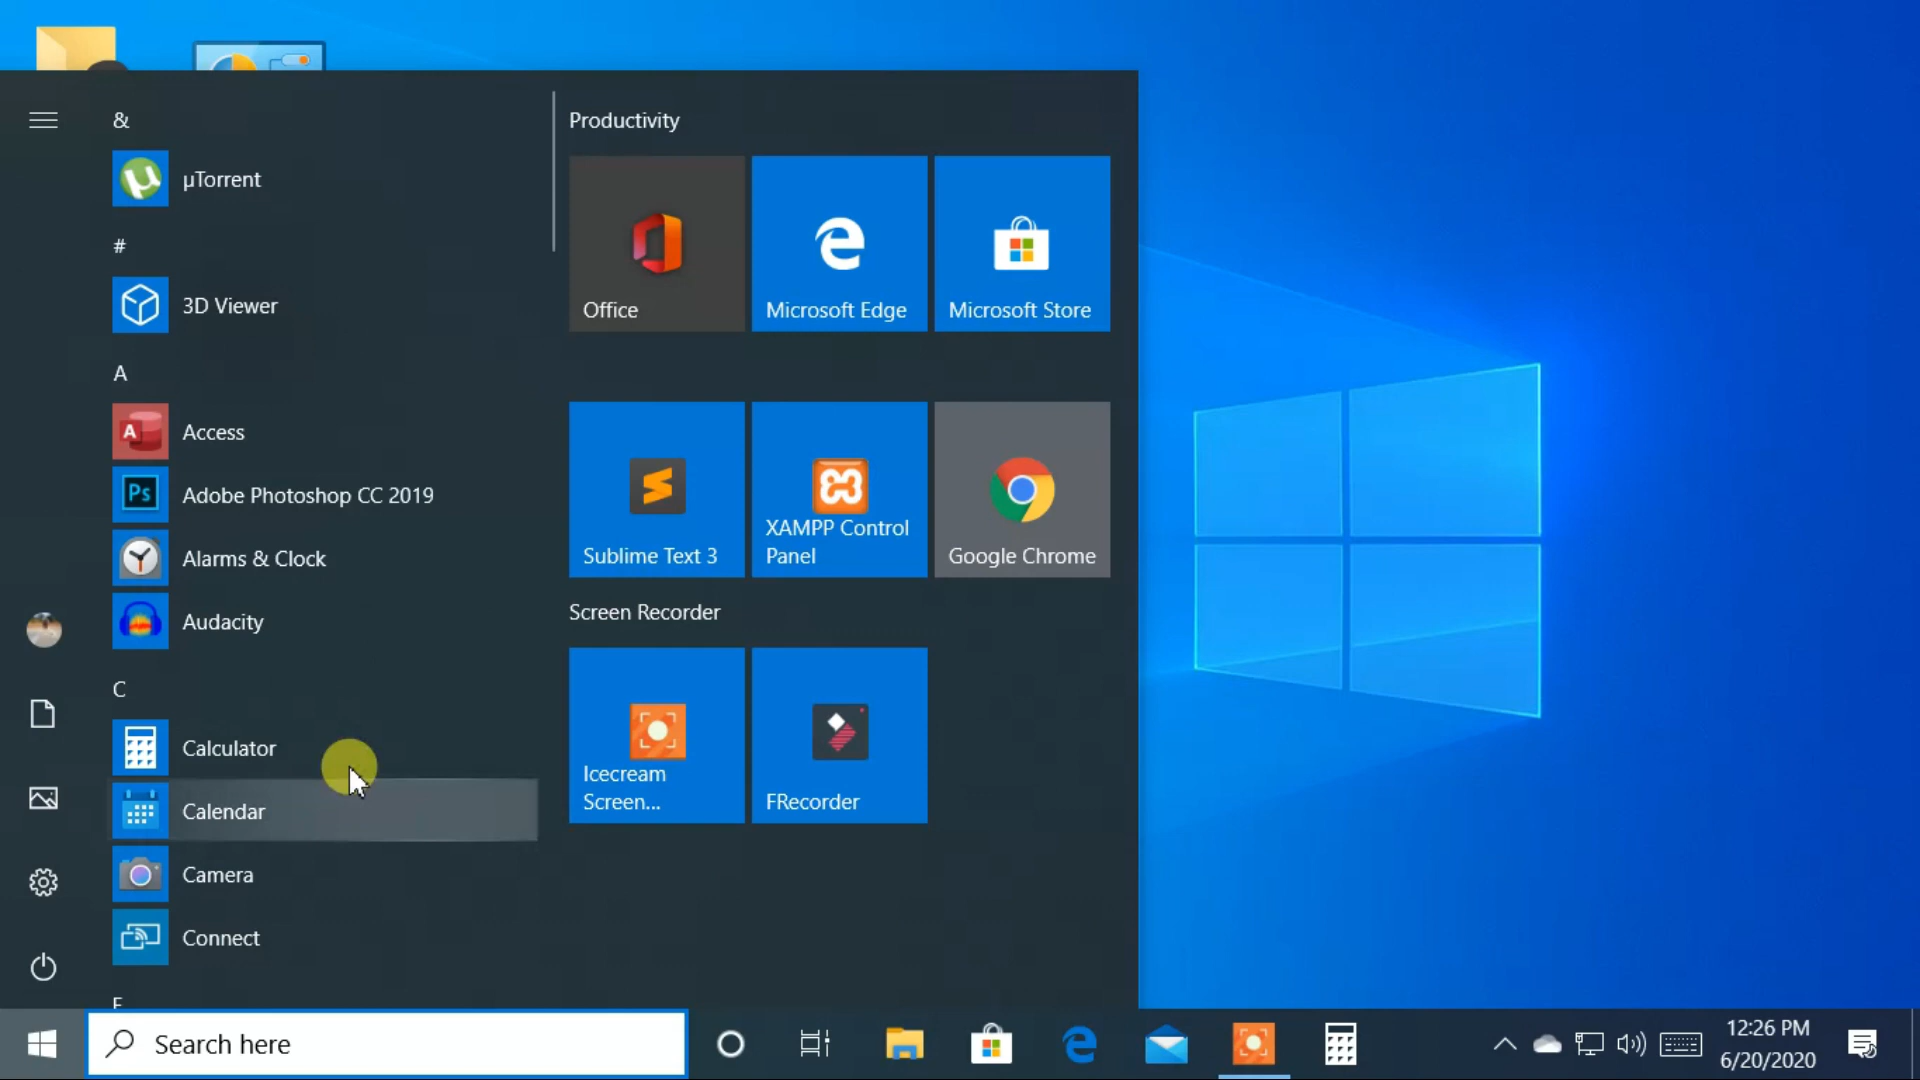 &
µTorrent
#
3D Viewer
A
Access
Ps
Adobe Photoshop CC 2019
Alarms & Clock
Audacity
C
Calculator
Calendar
Camera
Connect
Productivity
Office
Microsoft Edge
Microsoft Store
Sublime Text 3
XAMPP Control
Panel
Google Chrome
Screen Recorder
Icecream
Screen...
FRecorder
Search here
12:26 PM
6/20/2020